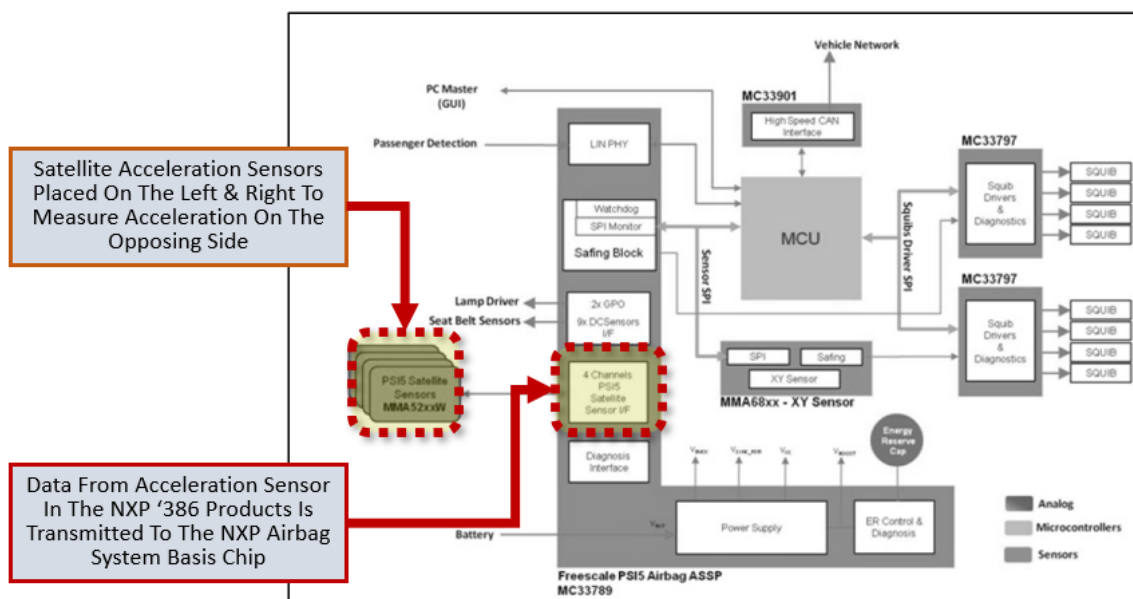 Vehicle Network
PC Master
(GUI)
MC33901
High Speed CAN
Interface
Passenger Detection
LIN PHY
MC33797
Squib
Drivers
&
Diagnostics
SQUIB
SQUIB
SQUIB
SQUIB
Satellite Acceleration Sensors
Placed On The Left & Right To
Measure Acceleration On The
Opposing Side
Watchdog
SPI Monitor
Safing Block
MCU
Sensor SPI
Squibs Driver SPI
MC33797
Squib
Drivers
&
Diagnostics
SQUIB
SQUIB
SQUIB
SQUIB
Lamp Driver
Seat Belt Sensors
2x GPO
9x DCSensors
I/F
PSI5 Satellite
Sensors
MMA52xxW
4 Channels
PSI5
Satellite
Sensor I/F
SPI
Safing
XY Sensor
MMA68xx - XY Sensor
Diagnosis
Interface
Energy
Reserve
Cap
Data From Acceleration Sensor
In The NXP ‘386 Products Is
Transmitted To The NXP Airbag
System Basis Chip
Battery
Power Supply
ER Control &
Diagnosis
Analog
Microcontrollers
Sensors
Freescale PSI5 Airbag ASSP
MC33789